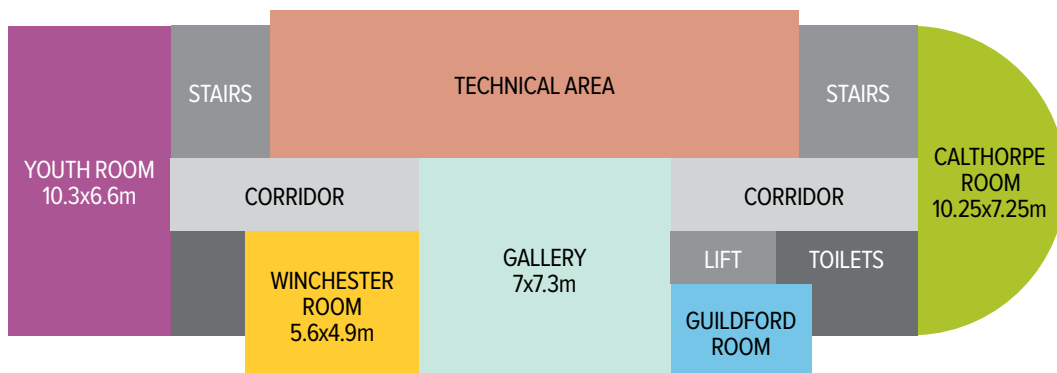 STAIRS
TECHNICAL AREA
STAIRS
YOUTH ROOM
10.3x6.6m
CORRIDOR
CORRIDOR
CALTHORPE
ROOM
10.25x7.25m
WINCHESTER
ROOM
5.6x4.9m
GALLERY
7x7.3m
LIFT
TOILETS
GUILDFORD
ROOM